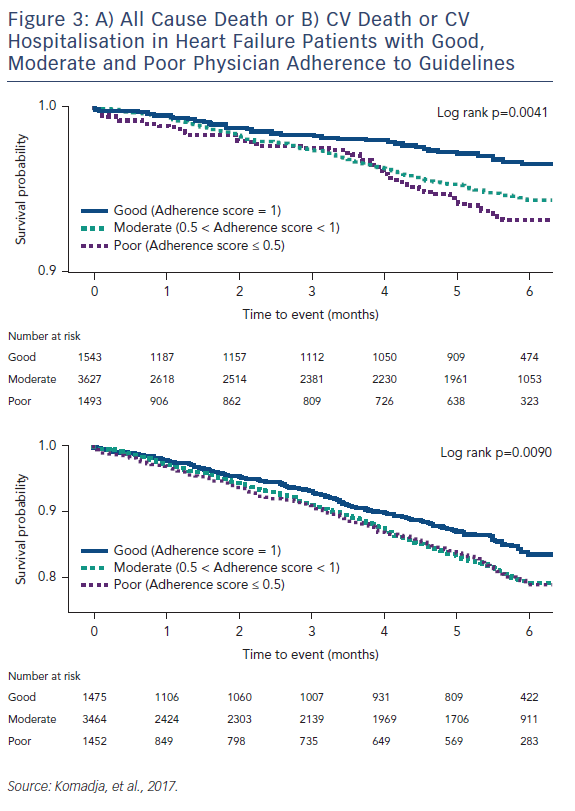 Figure 3: A) All Cause Death or B) CV Death or CV
Hospitalisation in Heart Failure Patients with Good,
Moderate and Poor Physician Adherence to Guidelines
1.0
Log rank p=0.0041
Survival probability
Good (Adherence score = 1)
Moderate (0.5 < Adherence score < 1)
Poor (Adherence score ≤ 0.5)
0.9
0 1 2 3 4 5 6
Time to event (months)
Number at risk
Good 1543 1187 1157 1112 1050 909 474
Moderate 3627 2618 2514 2381 2230 1961 1053
Poor 1493 906 862 809 726 638 323
1.0
Log rank p=0.0090
Survival probability
0.9
Good (Adherence score = 1)
Moderate (0.5 < Adherence score < 1)
0.8
Poor (Adherence score ≤ 0.5)
0 1 2 3 4 5 6
Time to event (months)
Number at risk
Good 1475 1106 1060 1007 931 809 422
Moderate 3464 2424 2303 2139 1969 1706 911
Poor 1452 849 798 735 649 569 283
Source: Komadja, et al., 2017.